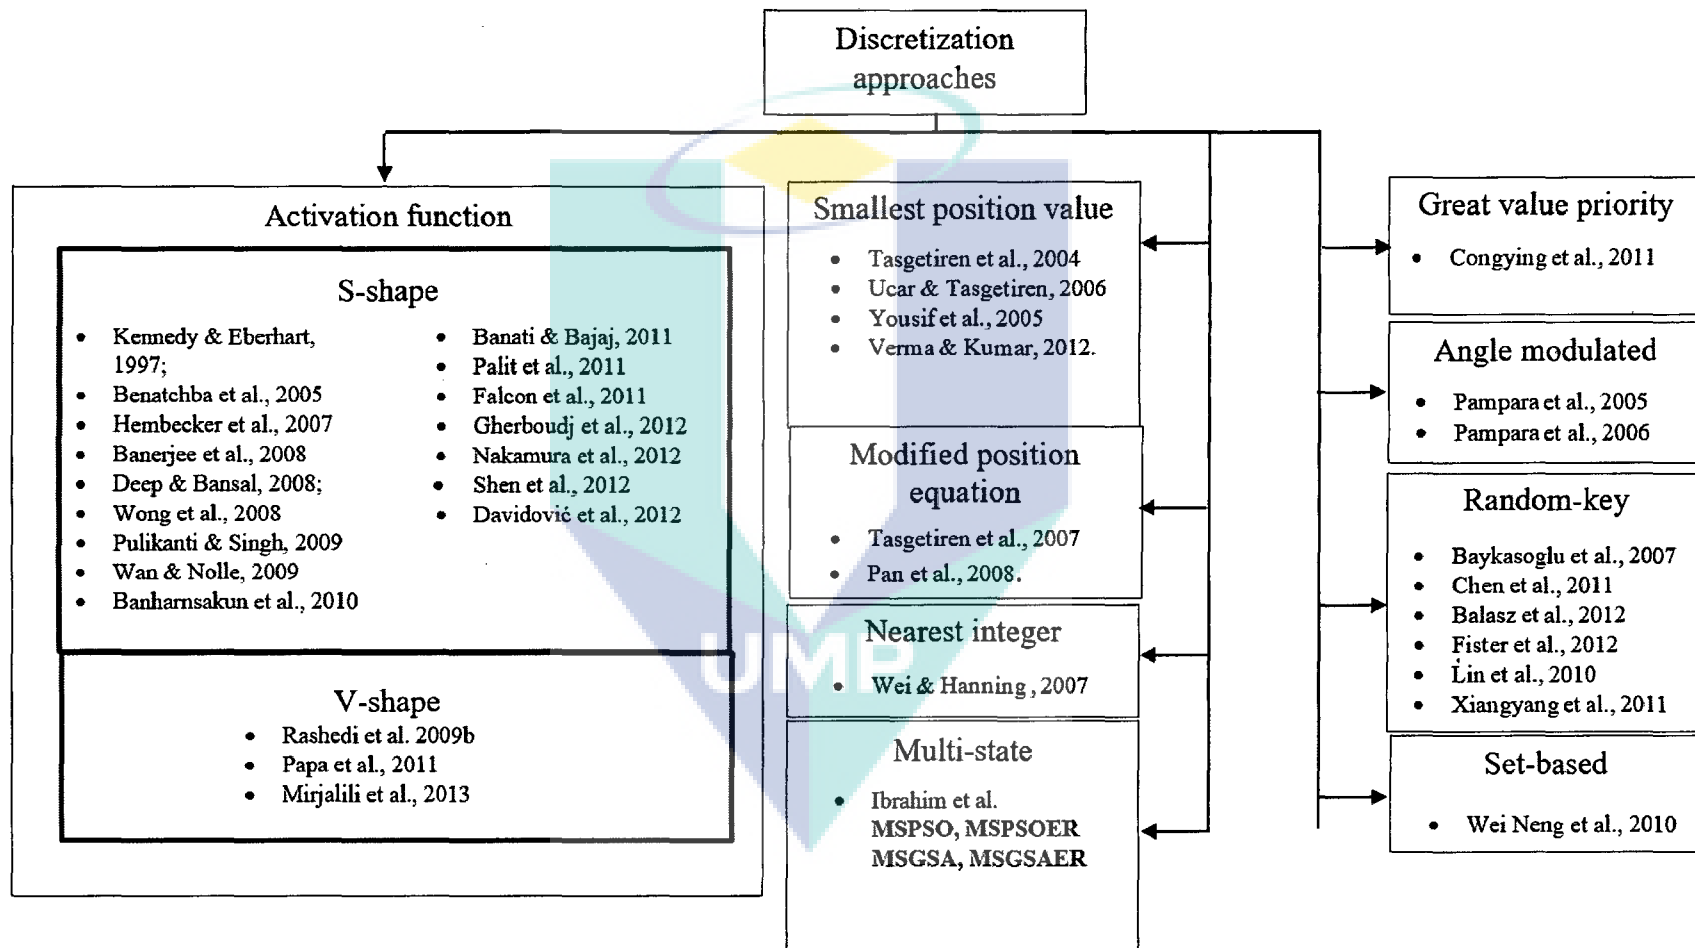 Discretization
approaches
Activation function
S-shape
• Kennedy & Eberhart,
1997;
• Benatchba et al., 2005
• Hembecker et al., 2007
• Banerjee et al., 2008
• Deep & Bansal, 2008;
• Wong et al., 2008
• Pulikanti & Singh, 2009
• Wan & Nolle, 2009
• Banharnsakun et al., 2010
• Banati & Bajaj, 2011
• Palit et al., 2011
• Falcon et al., 2011
• Gherboudj et al., 2012
• Nakamura et al., 2012
• Shen et al., 2012
• Davidović et al., 2012
V-shape
• Rashedi et al. 2009b
• Papa et al., 2011
• Mirjalili et al., 2013
Smallest position value
• Tasgetiren et al., 2004
• Ucar & Tasgetiren, 2006
• Yousif et al., 2005
• Verma & Kumar, 2012.
Modified position
equation
• Tasgetiren et al., 2007
• Pan et al., 2008.
Nearest integer
• Wei & Hanning, 2007
Multi-state
• Ibrahim et al.
MSPSO, MSPSOER
MSGSA, MSGSAER
Great value priority
• Congying et al., 2011
Angle modulated
• Pampara et al., 2005
• Pampara et al., 2006
Random-key
• Baykasoglu et al., 2007
• Chen et al., 2011
• Balasz et al., 2012
• Fister et al., 2012
• Lin et al., 2010
• Xiangyang et al., 2011
Set-based
• Wei Neng et al., 2010
UMP